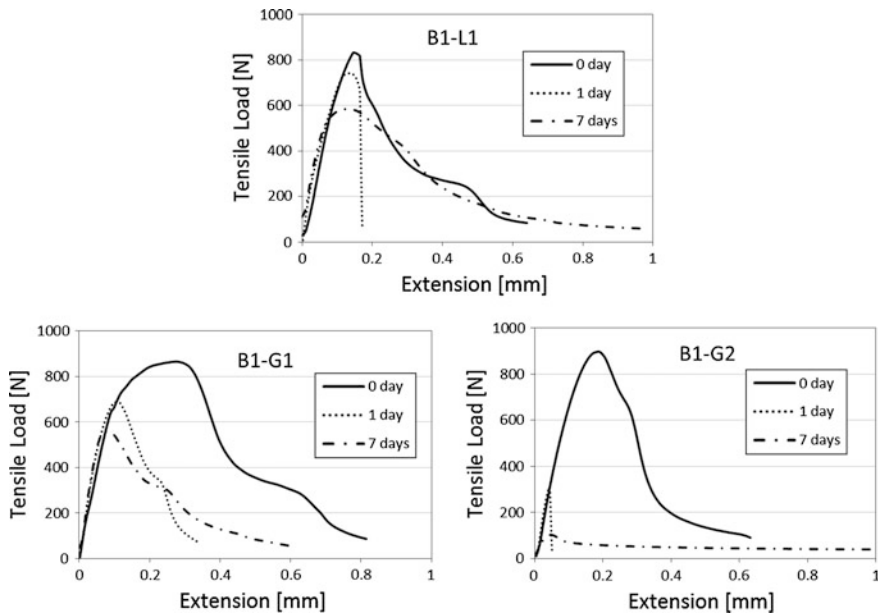 B1-L1
Tensile Load [N]
1000
800
600
400
200
0
0 day
1 day
7 days
0 0.2 0.4 0.6 0.8 1
Extension [mm]
B1-G1
Tensile Load [N]
1000
800
600
400
200
0
0 day
1 day
7 days
0 0.2 0.4 0.6 0.8 1
Extension [mm]
B1-G2
Tensile Load [N]
1000
800
600
400
200
0
0 day
1 day
7 days
0 0.2 0.4 0.6 0.8 1
Extension [mm]